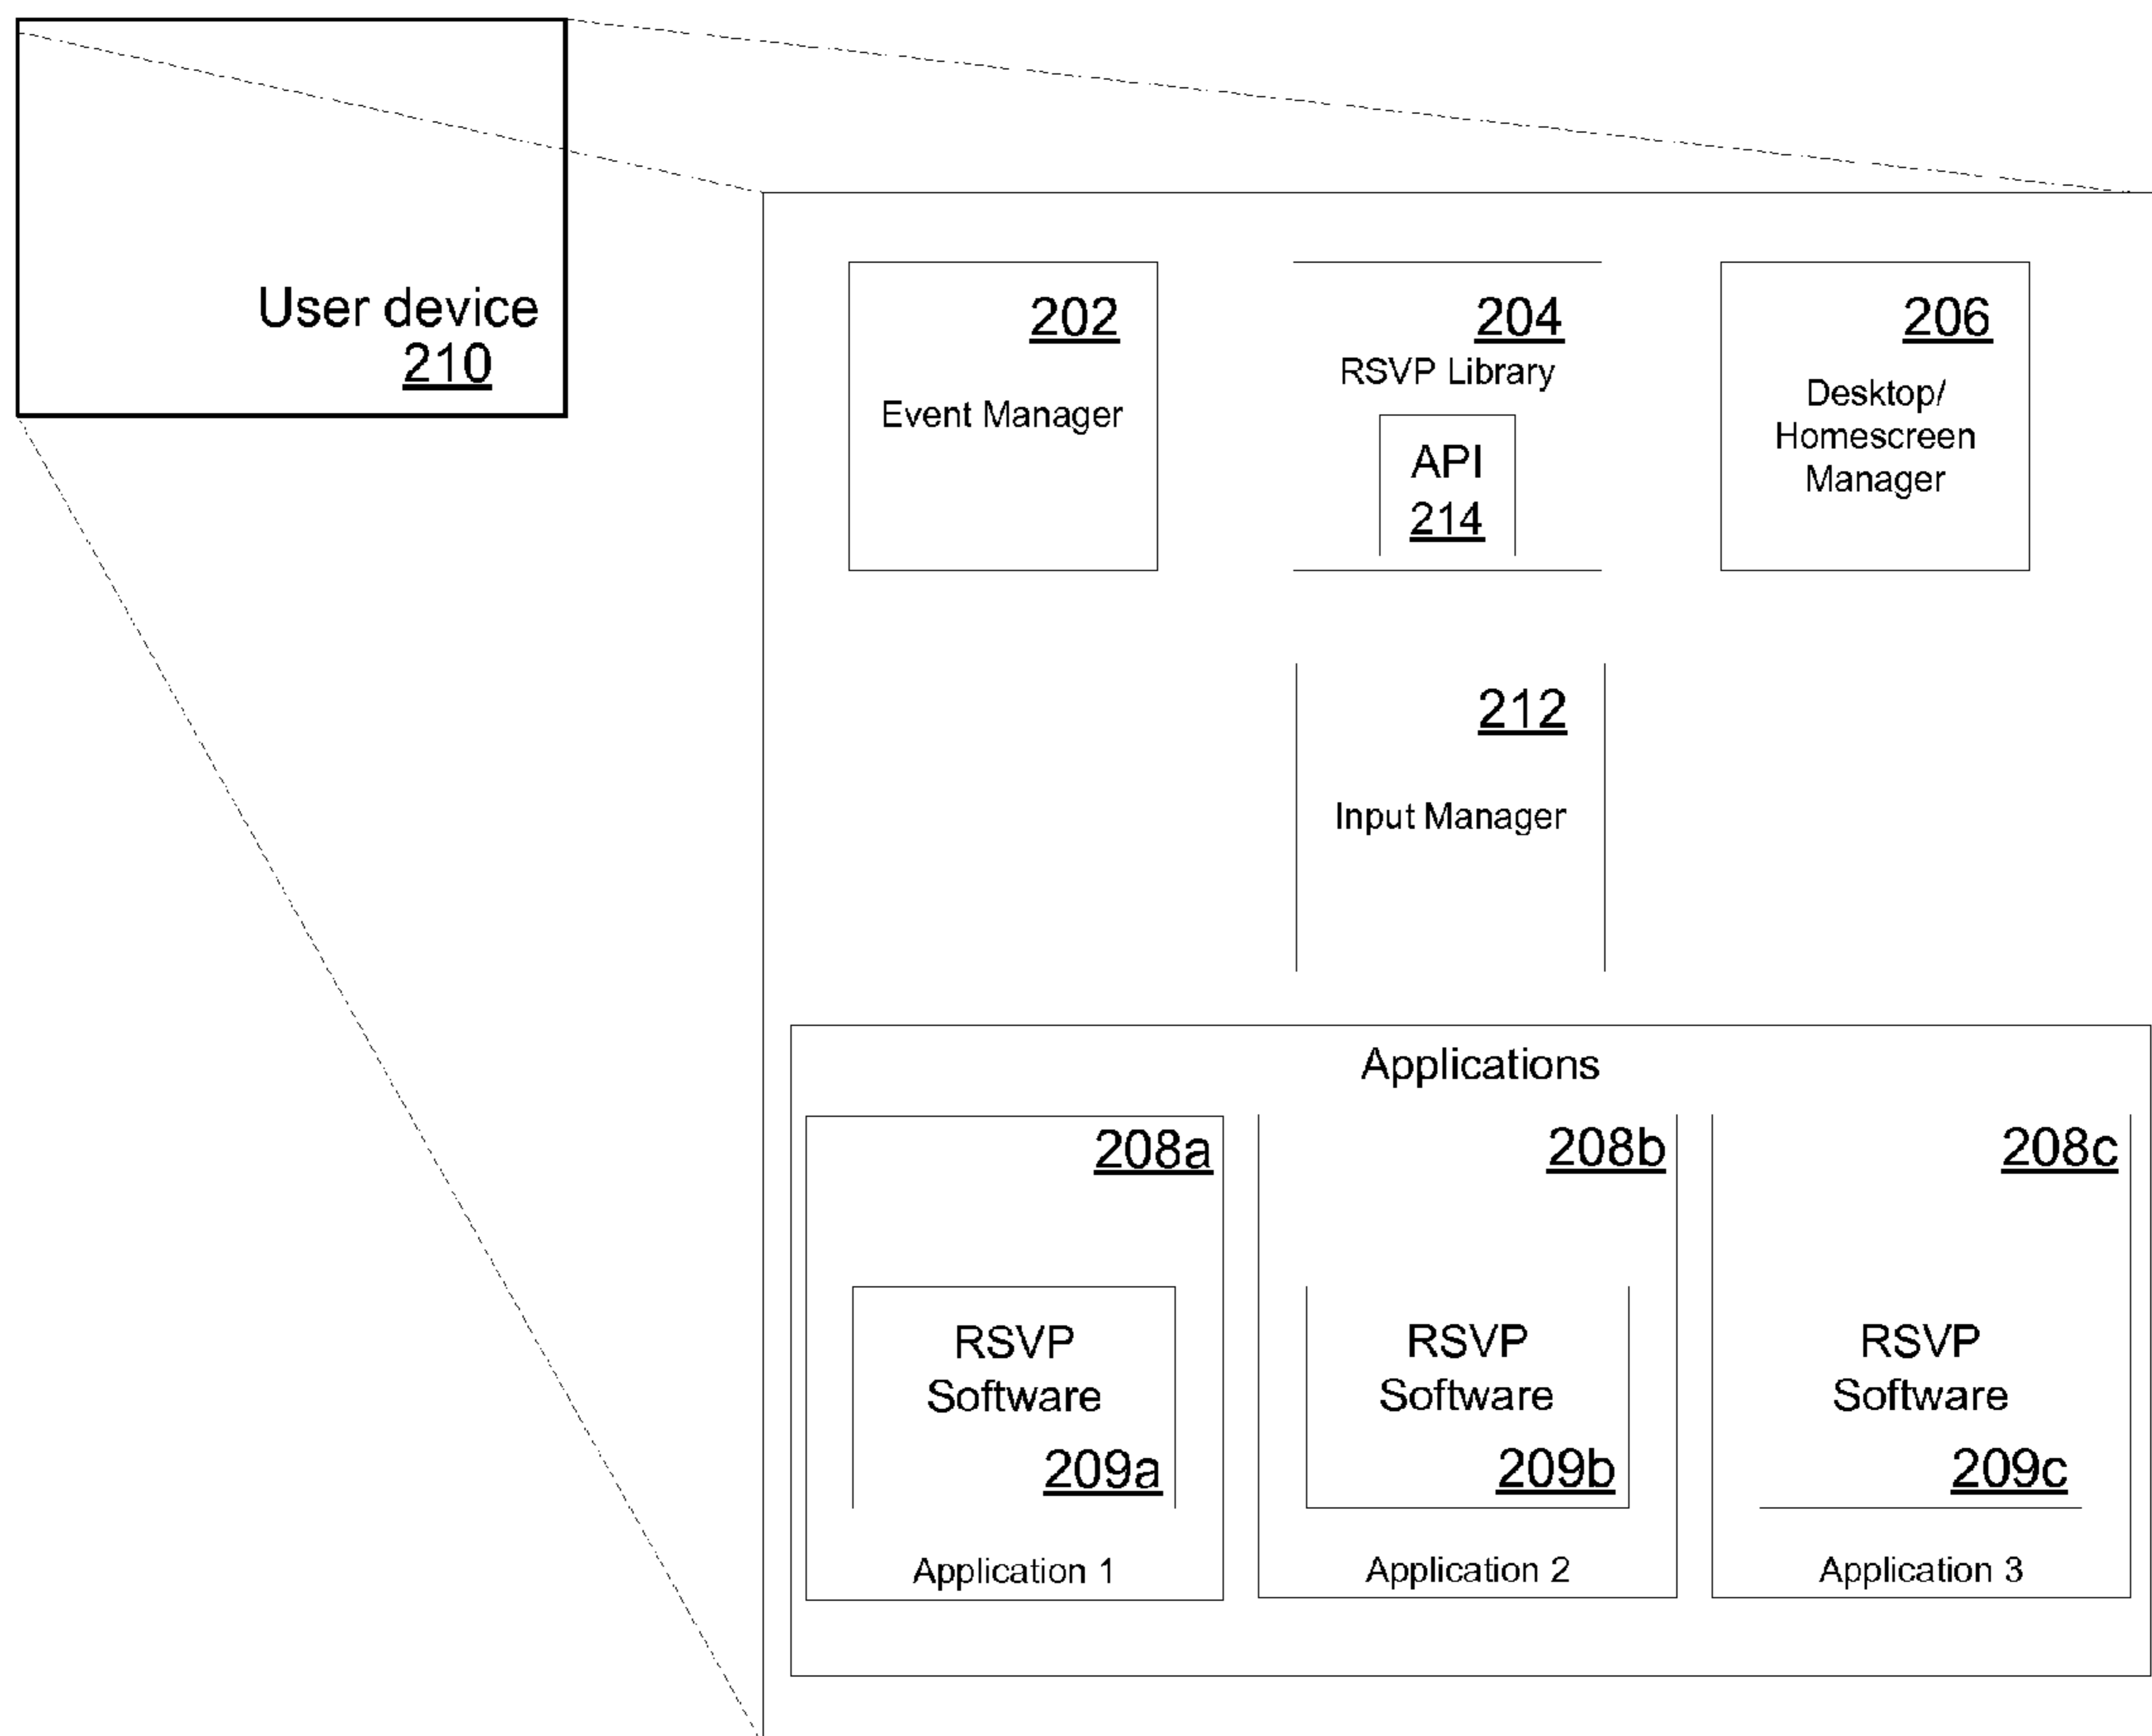 User device
210
202
Event Manager
204
RSVP Library
API
214
206
Desktop/
Homescreen
Manager
212
Input Manager
Applications
208a
RSVP
Software
209a
Application 1
208b
RSVP
Software
209b
Application 2
208c
RSVP
Software
209c
Application 3